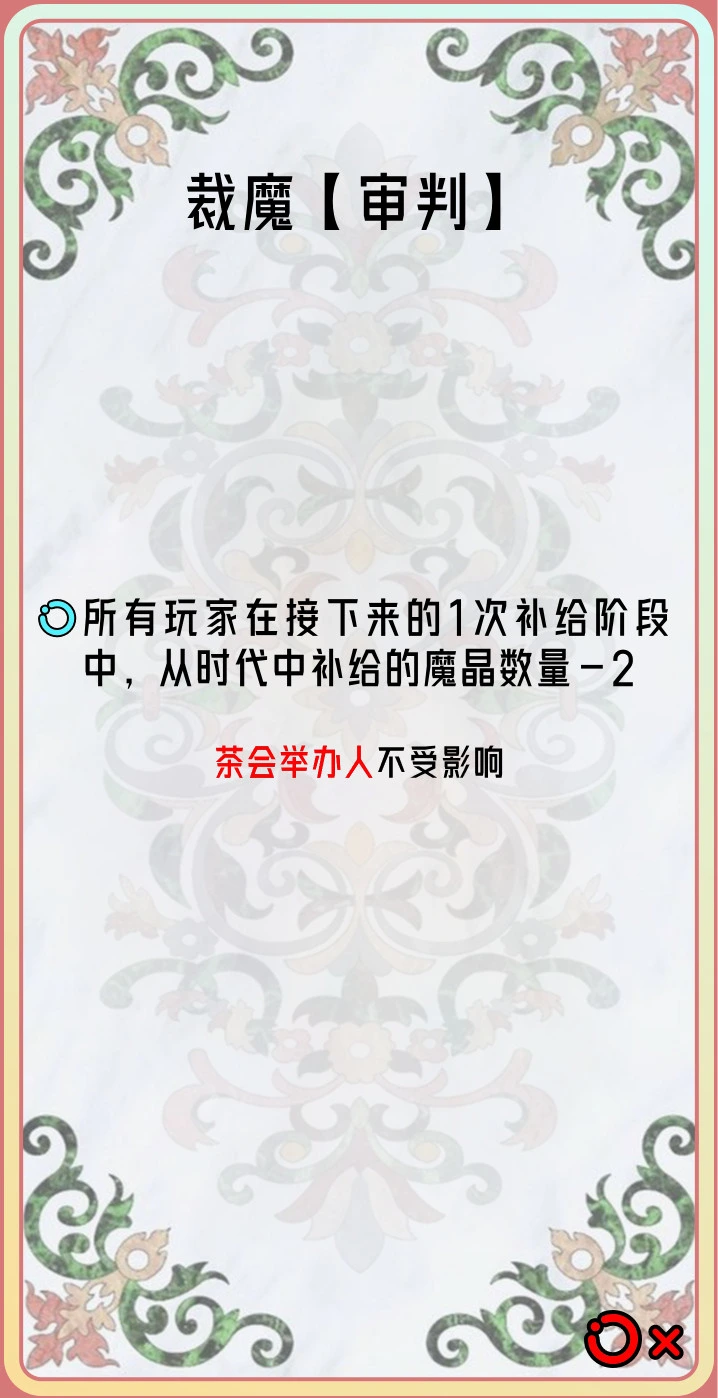 裁魔【审判】
所有玩家在接下来的1次补给阶段
中，从时代中补给的魔晶数量－2
茶会举办人不受影响
×